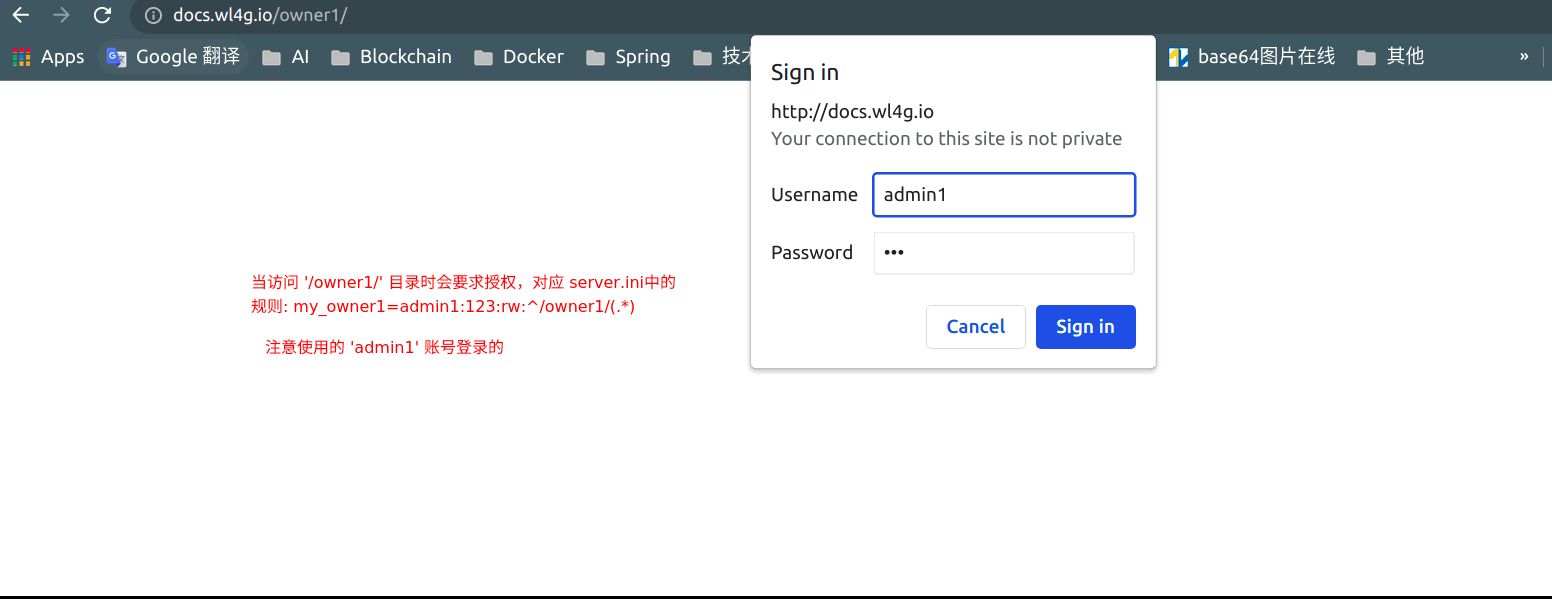 docs.wl4g.io/owner1/
Apps Google 翻译 AI Blockchain Docker Spring 技 base64图片在线 其他 »
Sign in
http://docs.wl4g.io
Your connection to this site is not private
Username admin1
Password •••
Cancel Sign in
当访问 '/owner1/' 目录时会要求授权，对应 server.ini中的
规则: my_owner1=admin1:123:rw:^/owner1/(.*)
注意使用的 'admin1' 账号登录的